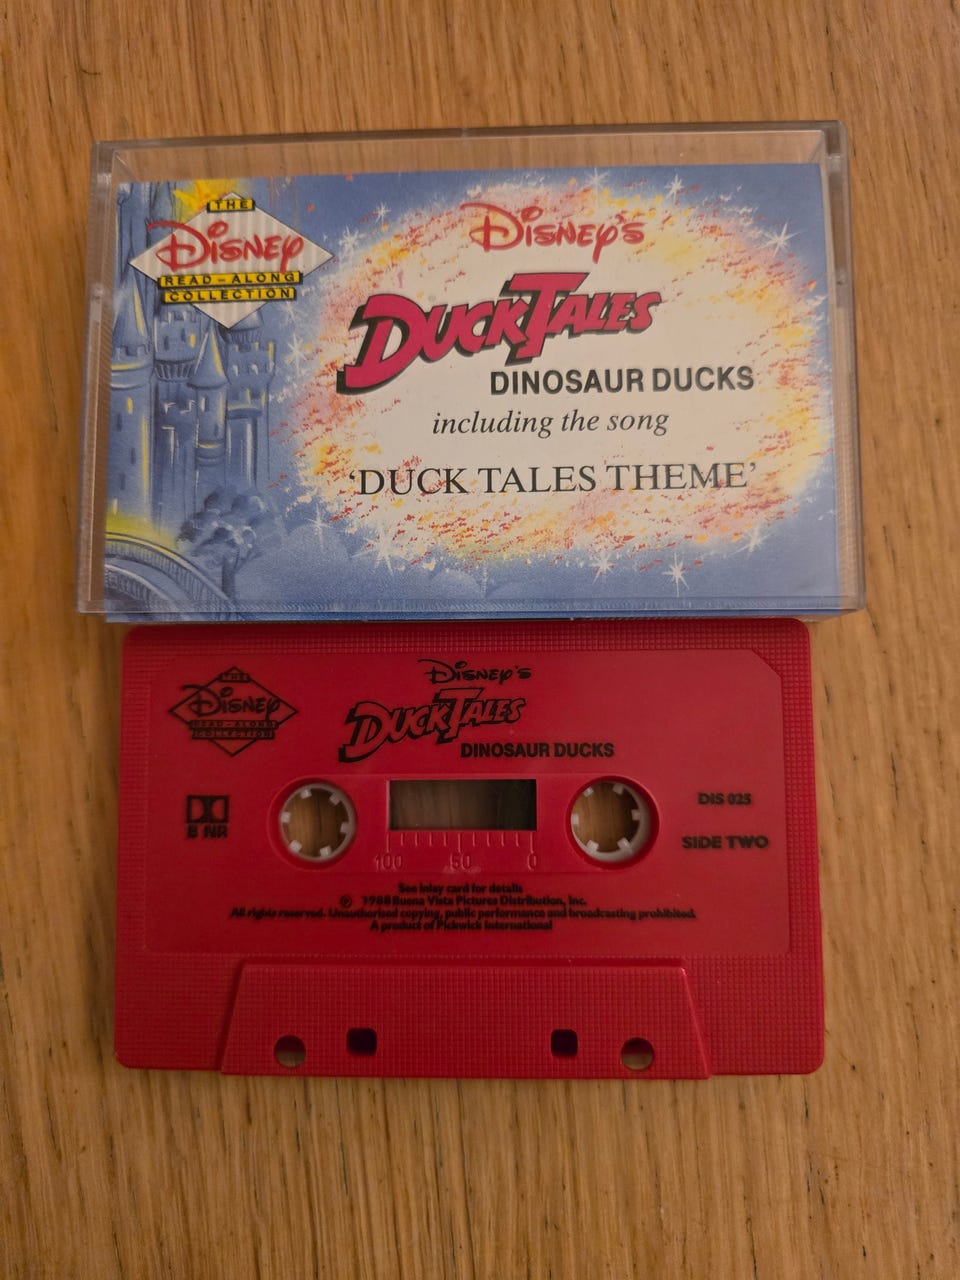 THE
DISNEY
READ-ALONG
COLLECTION
DISNEY'S
DUCKTALES
DINOSAUR DUCKS
including the song
'DUCK TALES THEME'
THE
DISNEY
READ-ALONG
COLLECTION
DISNEY'S
DUCKTALES
DINOSAUR DUCKS
B NR
DIS 025
SIDE TWO
100 50 0
See inlay card for details
℗ 1988 Buena Vista Pictures Distribution, Inc.
All rights reserved. Unauthorised copying, public performance and broadcasting prohibited.
A product of Pickwick International